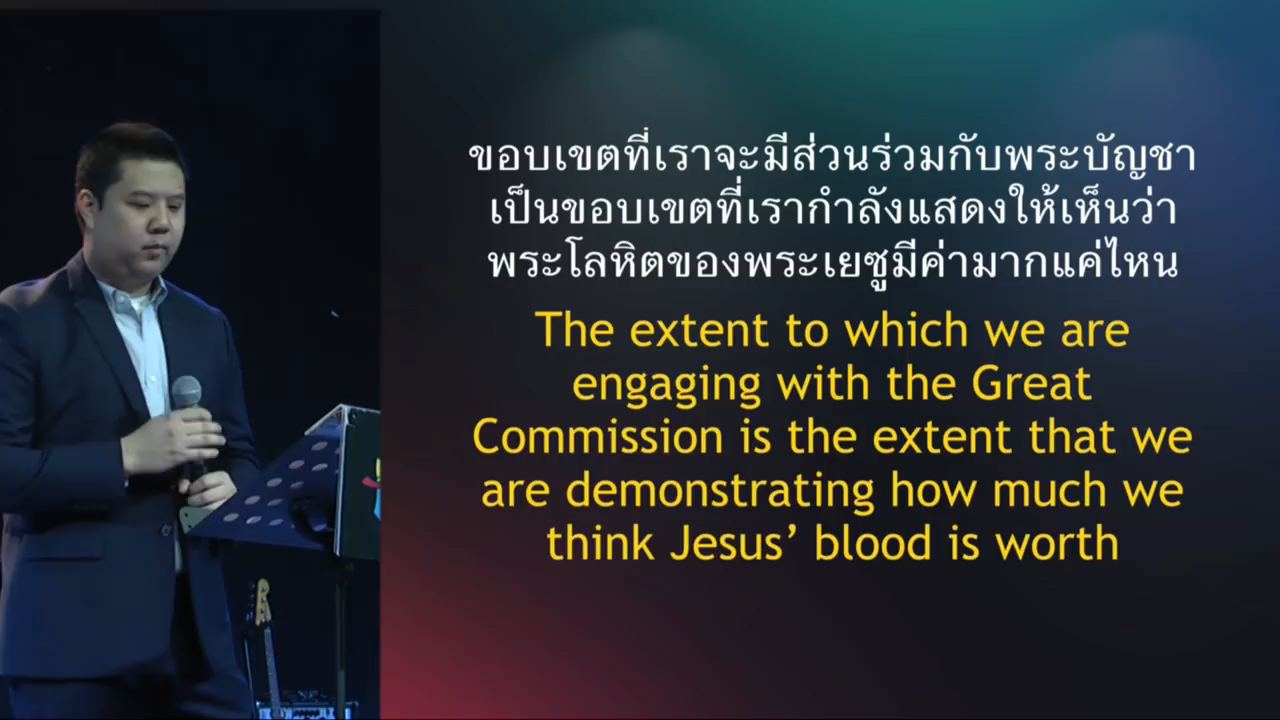 ขอบเขตที่เราจะมีส่วนร่วมกับพระบัญชา
เป็นขอบเขตที่เรากำลังแสดงให้เห็นว่า
พระโลหิตของพระเยซูมีค่ามากแค่ไหน
The extent to which we are
engaging with the Great
Commission is the extent that we
are demonstrating how much we
think Jesus’ blood is worth